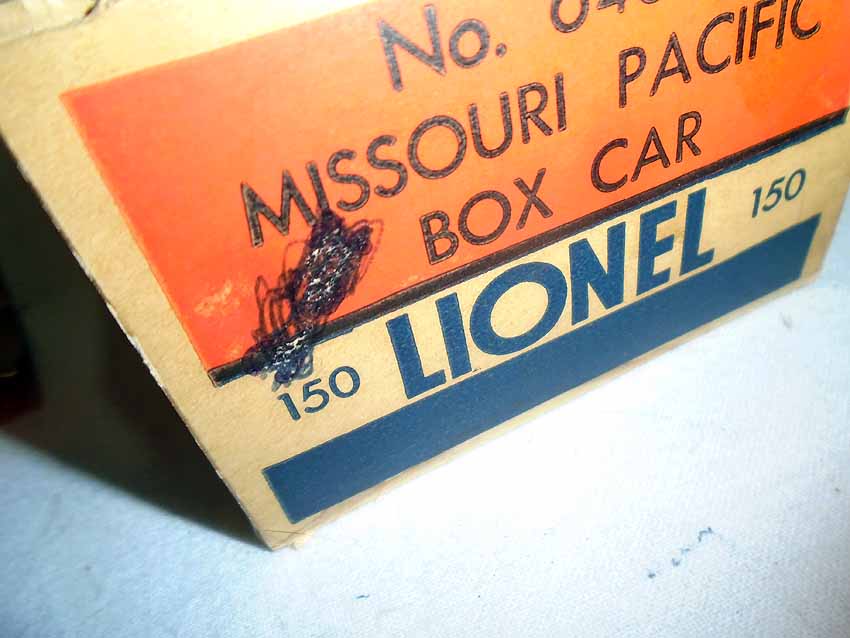 No.
MISSOURI PACIFIC
BOX CAR
150 LIONEL 150